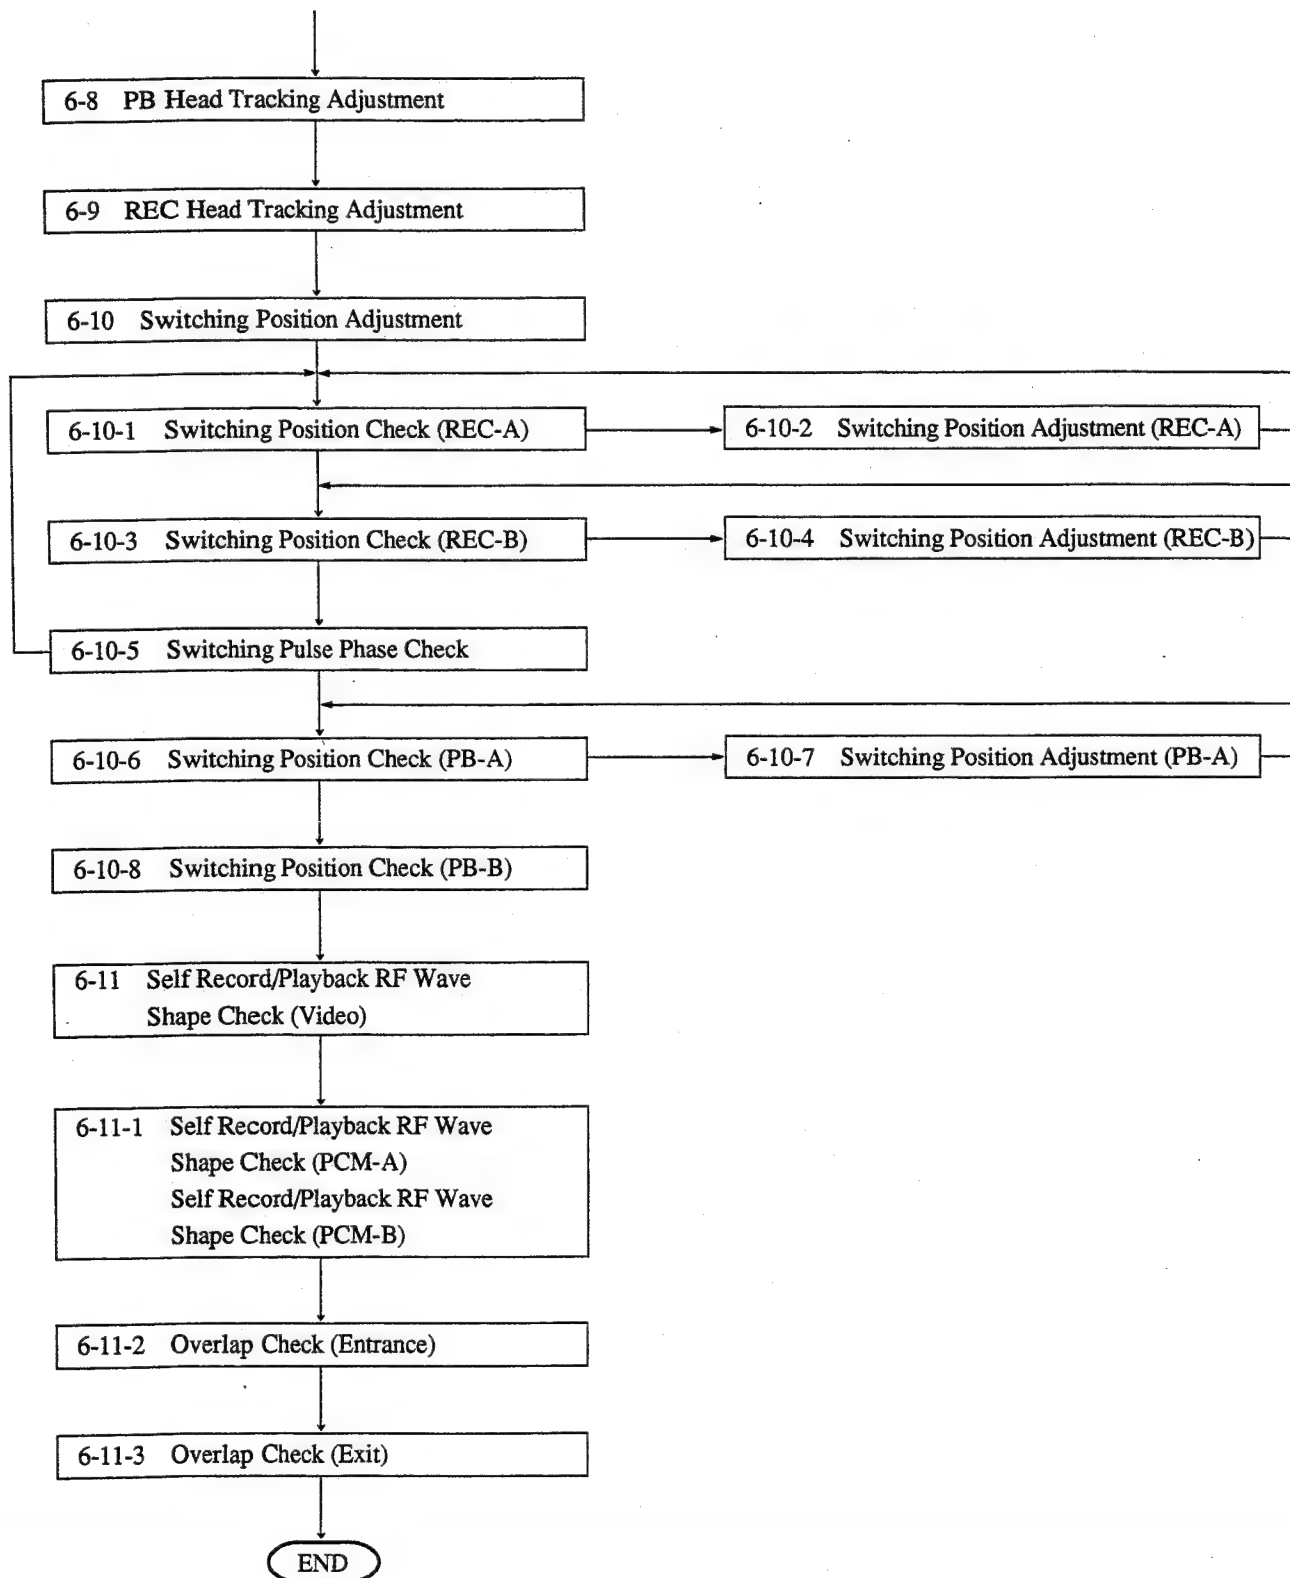 6-8 PB Head Tracking Adjustment
6-9 REC Head Tracking Adjustment
6-10 Switching Position Adjustment
6-10-1 Switching Position Check (REC-A)
6-10-2 Switching Position Adjustment (REC-A)
6-10-3 Switching Position Check (REC-B)
6-10-4 Switching Position Adjustment (REC-B)
6-10-5 Switching Pulse Phase Check
6-10-6 Switching Position Check (PB-A)
6-10-7 Switching Position Adjustment (PB-A)
6-10-8 Switching Position Check (PB-B)
6-11 Self Record/Playback RF Wave
Shape Check (Video)
6-11-1 Self Record/Playback RF Wave
Shape Check (PCM-A)
Self Record/Playback RF Wave
Shape Check (PCM-B)
6-11-2 Overlap Check (Entrance)
6-11-3 Overlap Check (Exit)
END